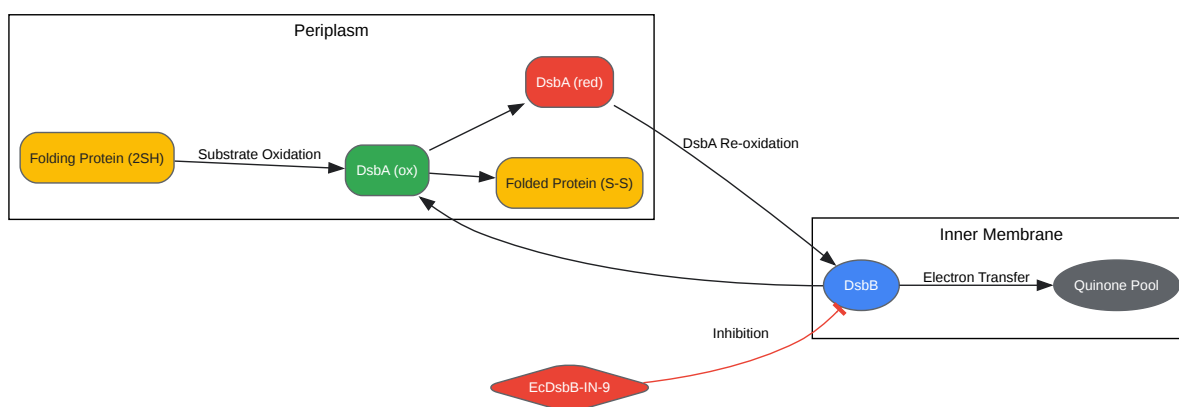 Periplasm
DsbA (red)
DsbA Re-oxidation
Folding Protein (2SH)
Substrate Oxidation
DsbA (ox)
Folded Protein (S-S)
Inner Membrane
DsbB
Electron Transfer
Quinone Pool
Inhibition
EcDsbB-IN-9